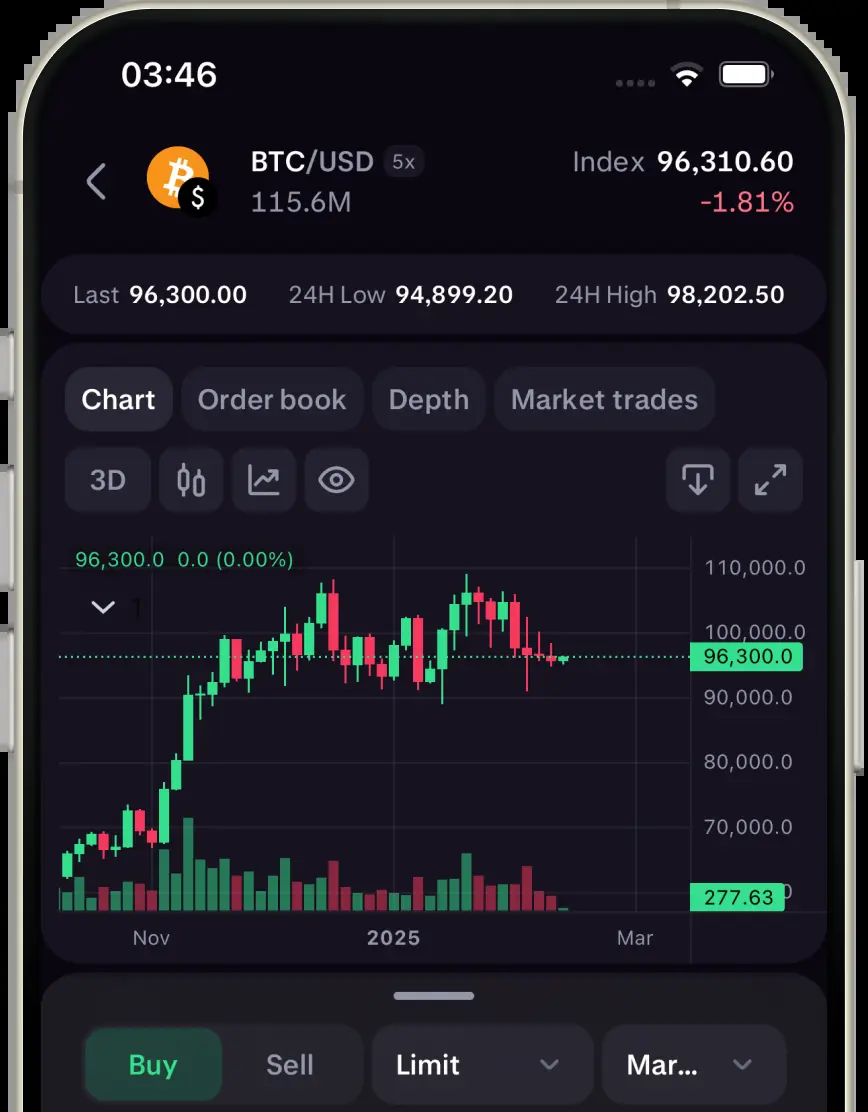 03:46
BTC/USD 5x
Index 96,310.60
115.6M
-1.81%
Last 96,300.00 24H Low 94,899.20 24H High 98,202.50
Chart Order book Depth Market trades
3D
96,300.0 0.0 (0.00%)
110,000.0
1
100,000.0
96,300.0
90,000.0
80,000.0
70,000.0
277.63
Nov 2025 Mar
Buy Sell Limit Mar...